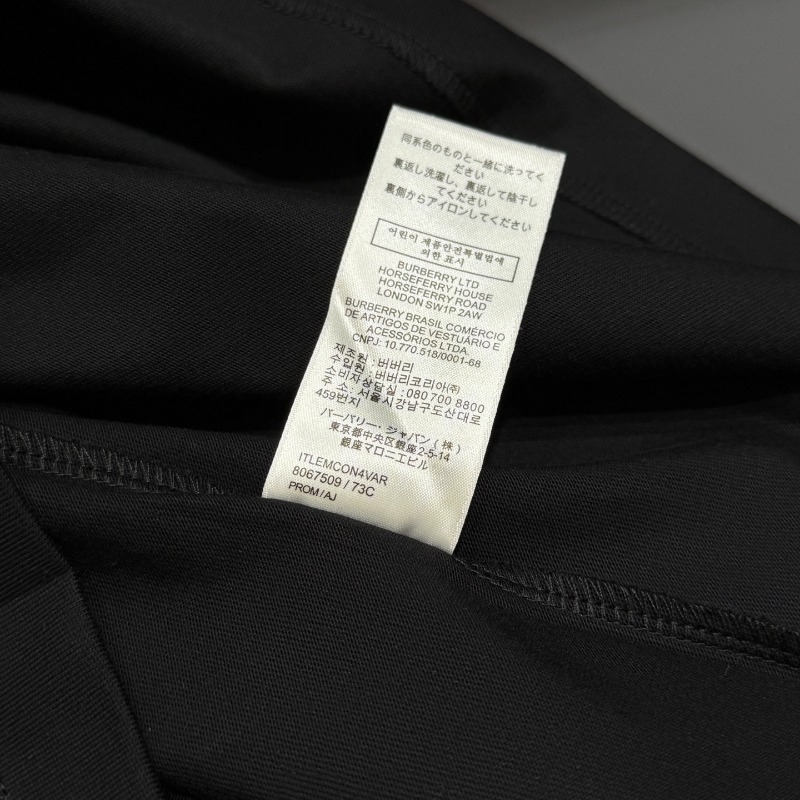 同系色のものと一緒に洗ってく
ださい
裏返し洗濯し、裏返して陰干し
てください
裏側からアイロンしてください
어린이 제품안전특별법에
의한 표시
BURBERRY LTD
HORSEFERRY HOUSE
HORSEFERRY ROAD
LONDON SW1P 2AW
BURBERRY BRASIL COMÉRCIO
DE ARTIGOS DE VESTUÁRIO E
ACESSÓRIOS LTDA.
CNPJ: 10.770.518/0001-68
제조원 : 버버리
수입원 : 버버리코리아㈜
소비자상담실 : 080 700 8800
주 소 : 서울시강남구도산대로
459번지
バーバリー・ジャパン(株)
東京都中央区銀座2-5-14
銀座マロニエビル
ITLEMCON4VAR
8067509 / 73C
PROM / AJ